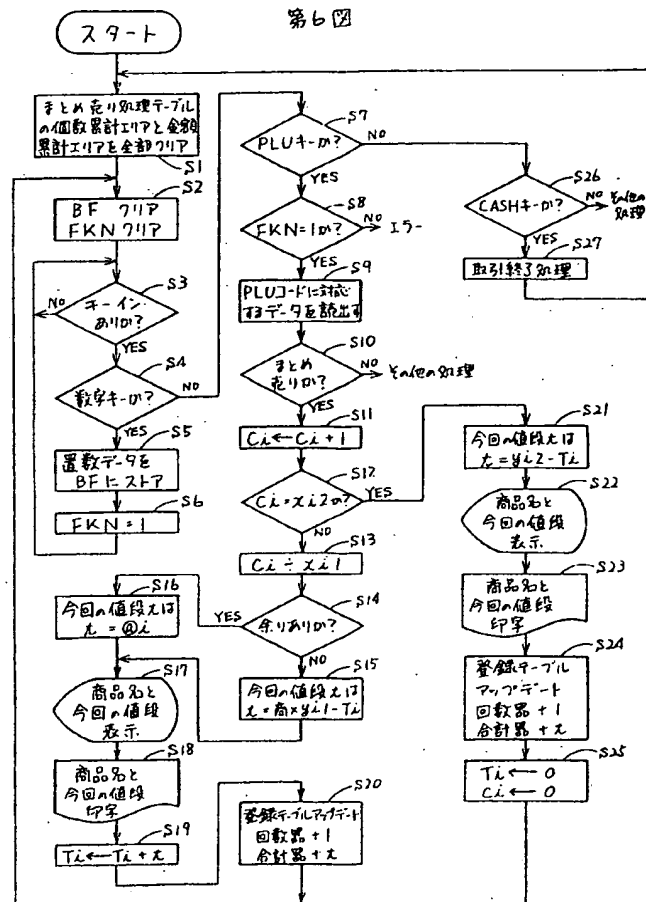 第6図
スタート
まとめ売り処理テーブル
の個数累計エリアと金額
累計エリアを全部クリア
S1
S2
BF クリア
FKN クリア
S3
キーイン
ありか?
NO
YES
S4
数字キーか?
NO
YES
S5
置数データを
BFにストア
S6
FKN=1
S7
PLUキーか?
NO
YES
S8
FKN=1か?
NO
エラー
YES
S9
PLUコードに対応
するデータを読出す
S10
まとめ
売りか?
NO
その他の処理
YES
S11
Ci←Ci+1
S12
Ci=xi2か?
YES
NO
S13
Ci÷xi1
S14
余りありか?
YES
NO
S15
今回の値段tは
t=商×yi1-Ti
S16
今回の値段tは
t=@i
S17
商品名と
今回の値段
表示
S18
商品名と
今回の値段
印字
S19
Ti←Ti+t
S20
登録テーブルアップデート
回数器+1
合計器+t
S21
今回の値段tは
t=yi2-Ti
S22
商品名と
今回の値段
表示
S23
商品名と
今回の値段
印字
S24
登録テーブル
アップデート
回数器+1
合計器+t
S25
Ti←0
Ci←0
S26
CASHキーか?
NO
その他の
処理
YES
S27
取引終了処理